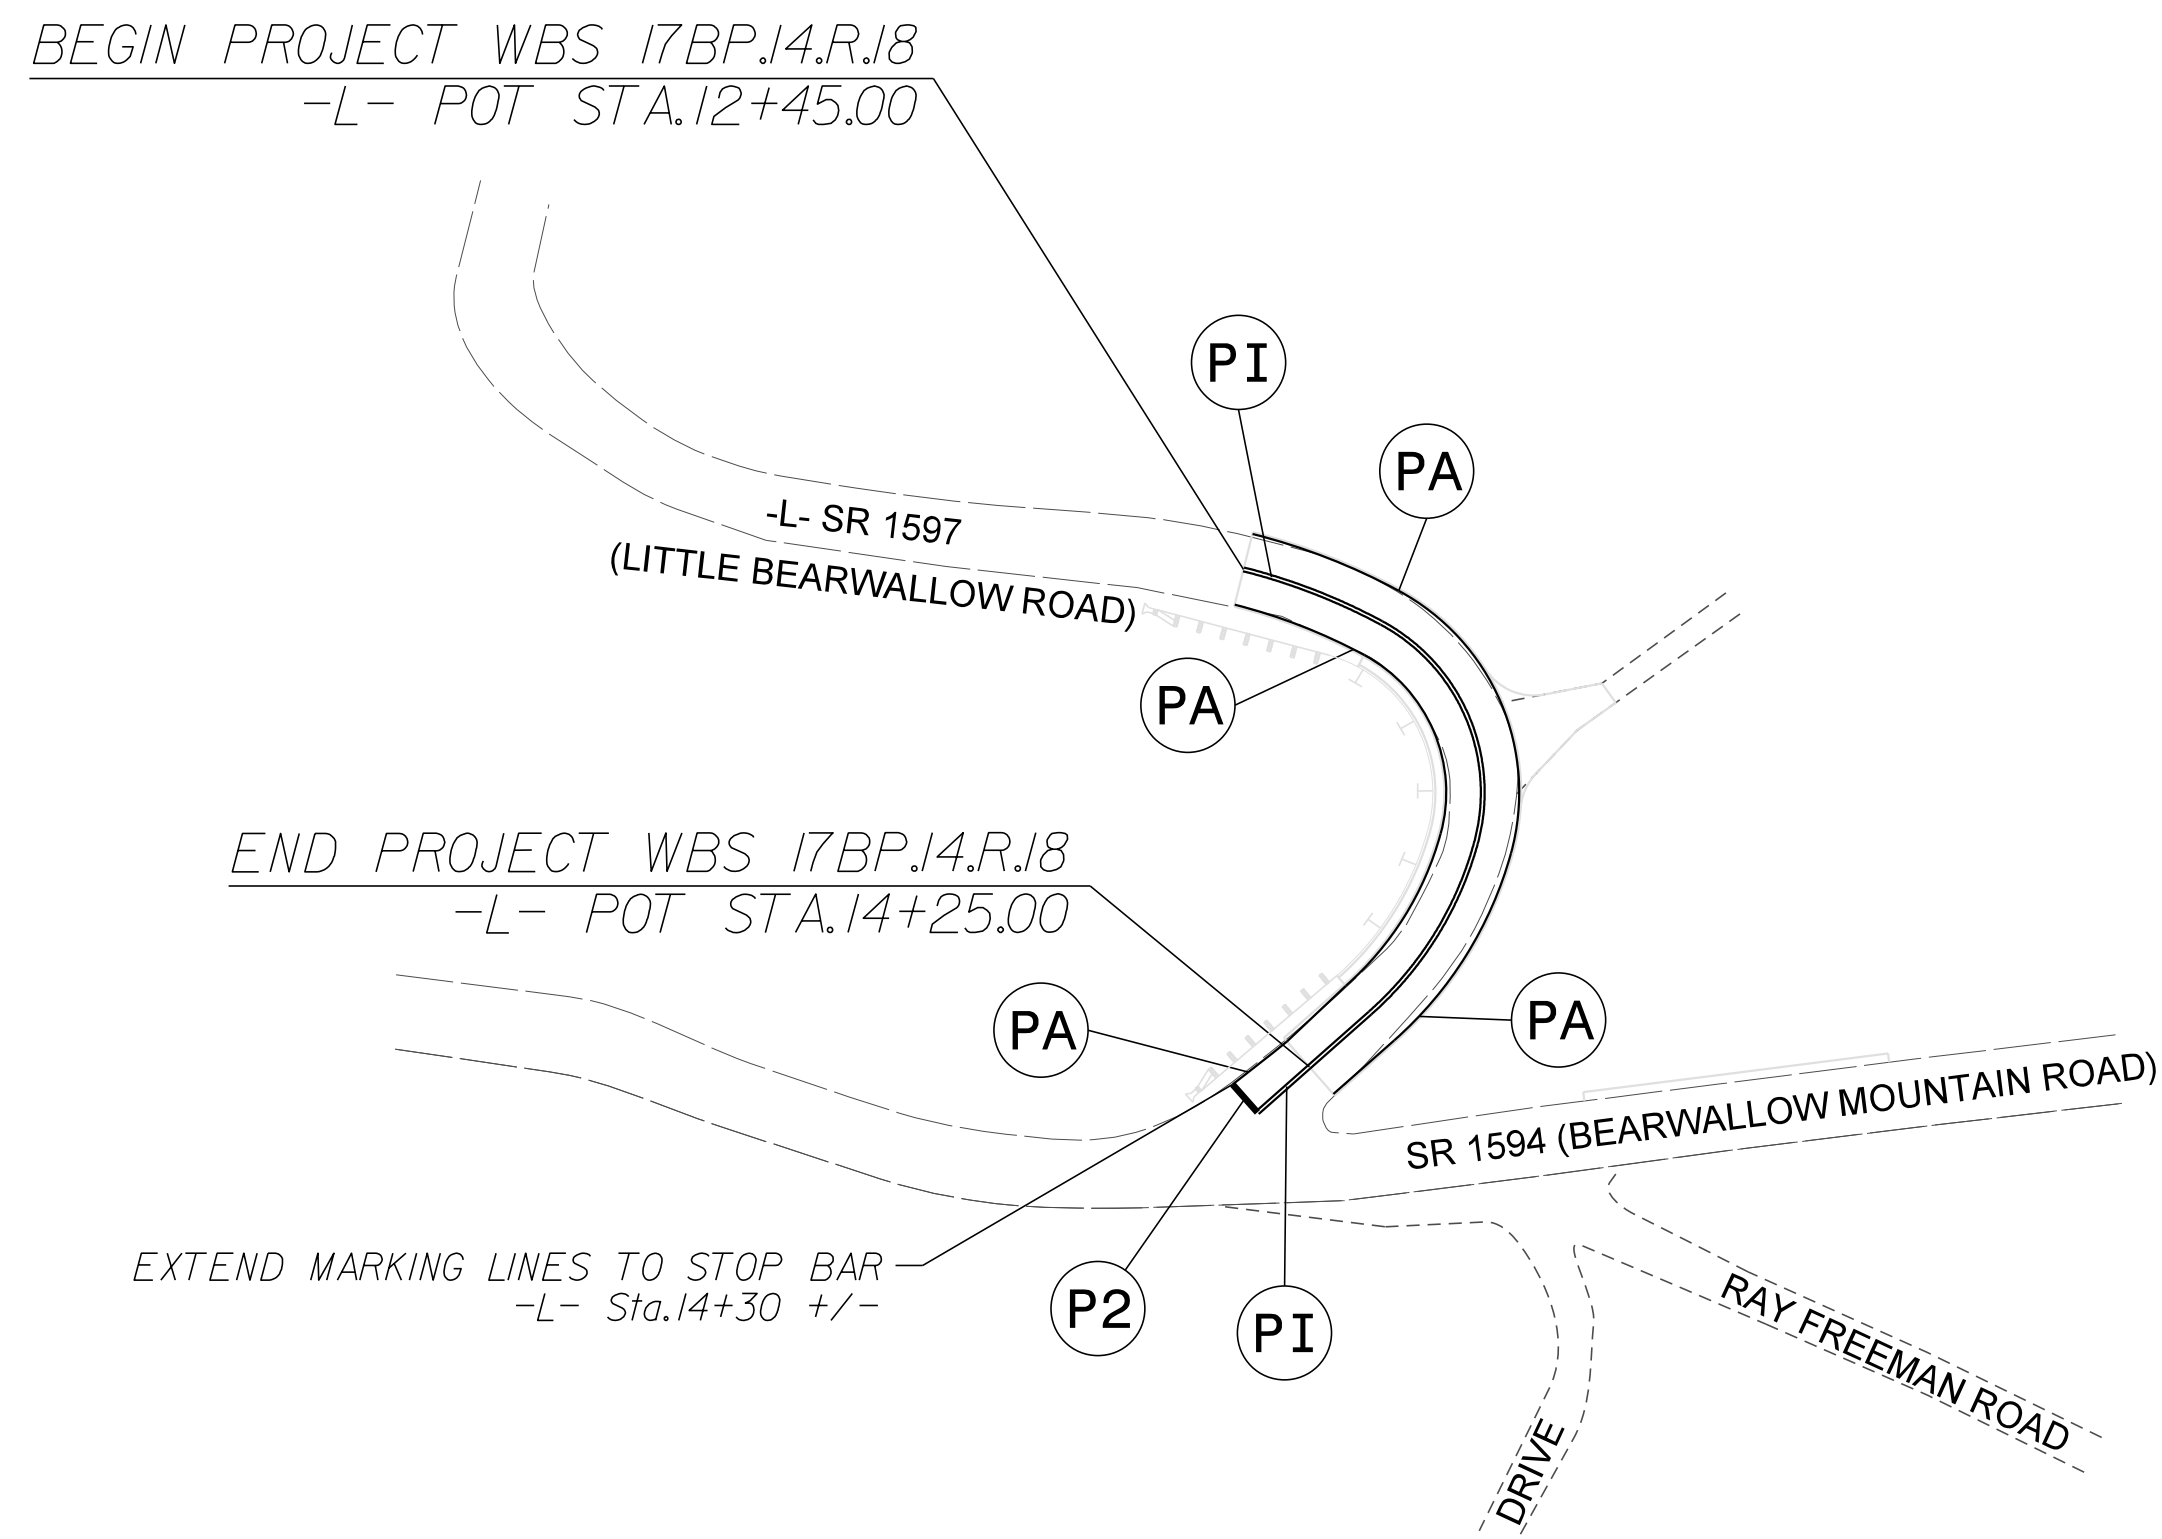 BEGIN PROJECT WBS 17BP.14.R.18
-L- POT STA. 12+45.00
PI
PA
-L- SR 1597
(LITTLE BEARWALLOW ROAD)
PA
END PROJECT WBS 17BP.14.R.18
-L- POT STA. 14+25.00
PA
PA
SR 1594 (BEARWALLOW MOUNTAIN ROAD)
EXTEND MARKING LINES TO STOP BAR
-L- Sta. 14+30 +/-
P2
PI
RAY FREEMAN ROAD
DRIVE